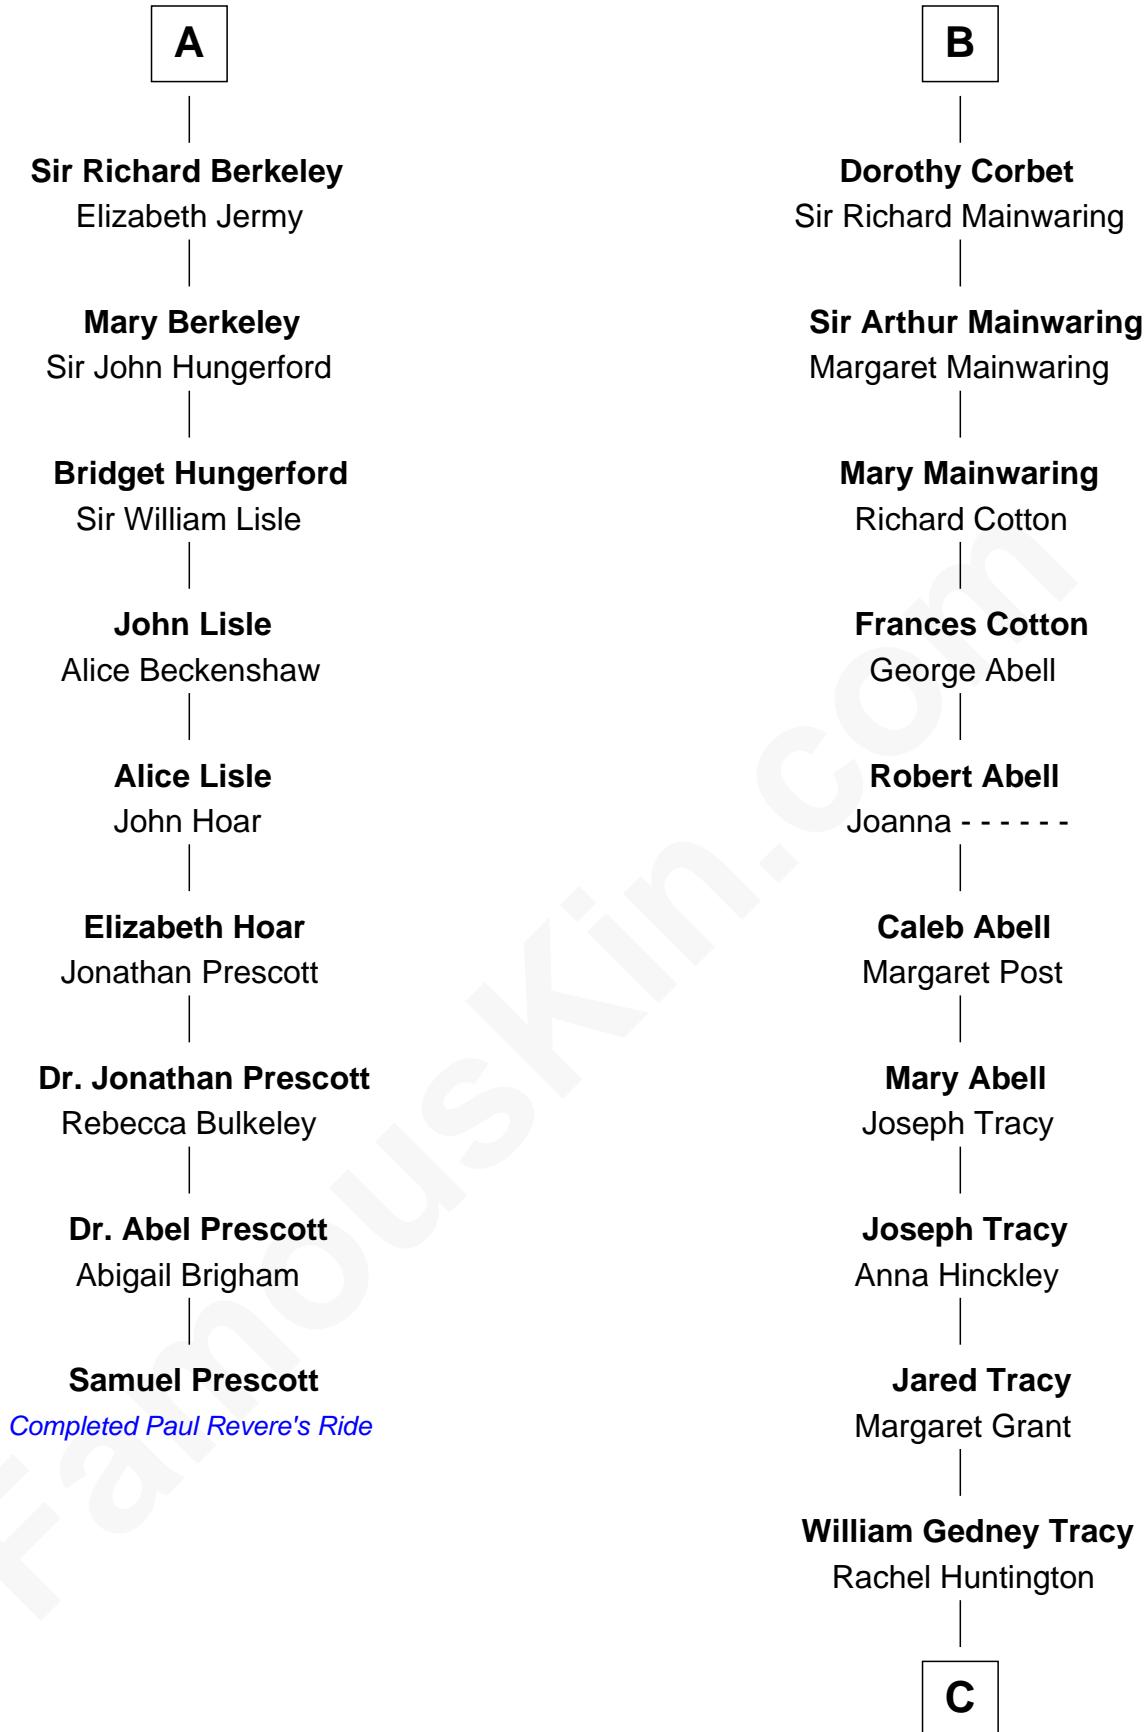 A
Sir Richard Berkeley
Elizabeth Jermy
Mary Berkeley
Sir John Hungerford
Bridget Hungerford
Sir William Lisle
John Lisle
Alice Beckenshaw
Alice Lisle
John Hoar
Elizabeth Hoar
Jonathan Prescott
Dr. Jonathan Prescott
Rebecca Bulkeley
Dr. Abel Prescott
Abigail Brigham
Samuel Prescott
Completed Paul Revere's Ride
B
Dorothy Corbet
Sir Richard Mainwaring
Sir Arthur Mainwaring
Margaret Mainwaring
Mary Mainwaring
Richard Cotton
Frances Cotton
George Abell
Robert Abell
Joanna - - - - - -
Caleb Abell
Margaret Post
Mary Abell
Joseph Tracy
Joseph Tracy
Anna Hinckley
Jared Tracy
Margaret Grant
William Gedney Tracy
Rachel Huntington
C
FamousKin.com